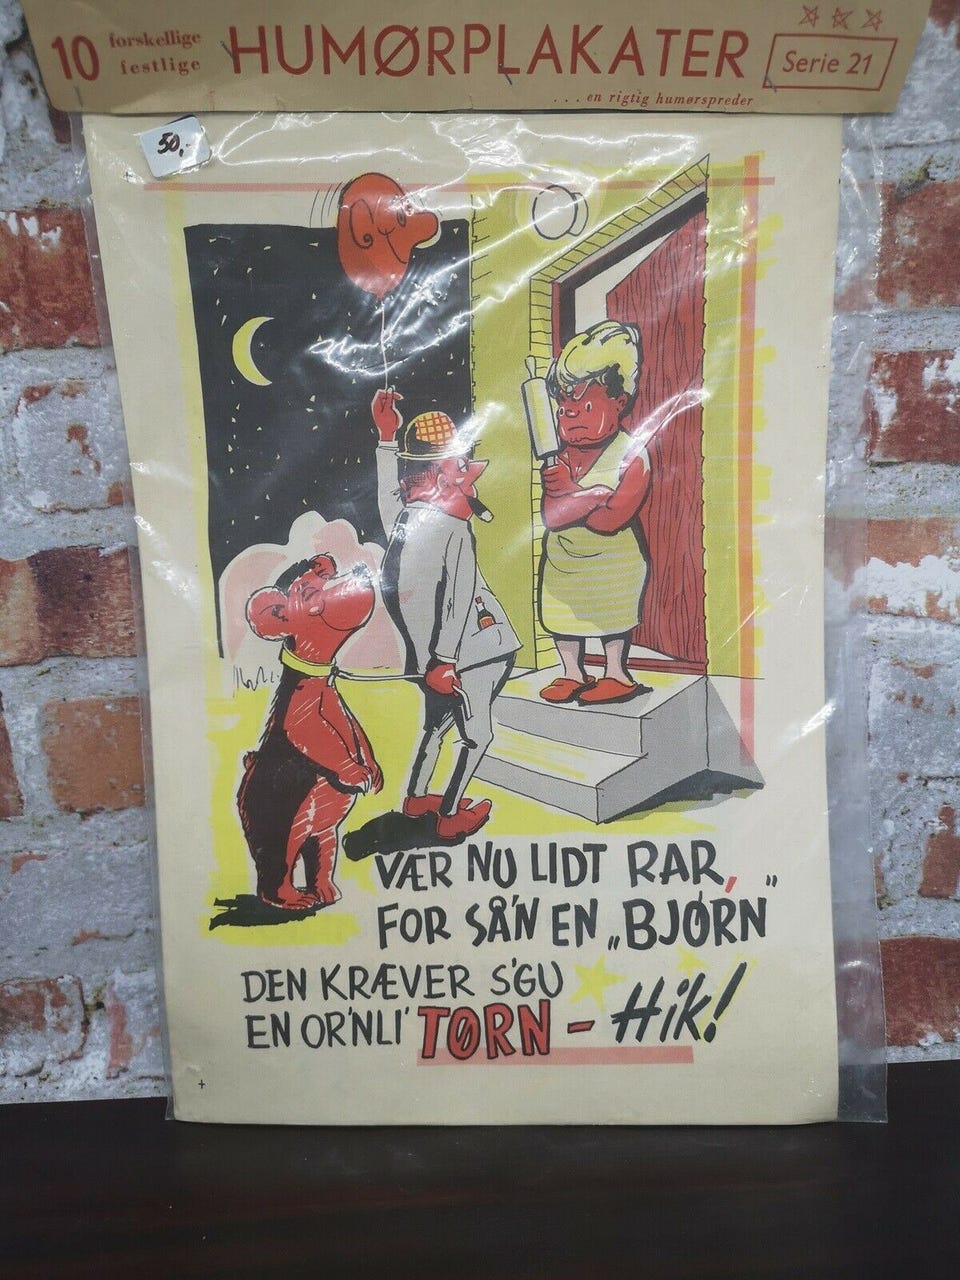 10 forskellige
festlige
HUMØRPLAKATER
Serie 21
... en rigtig humørspreder
50,-
VÆR NU LIDT RAR,
FOR SÅ'N EN „BJØRN"
DEN KRÆVER S'GU
EN OR'NLI' TØRN - Hik!